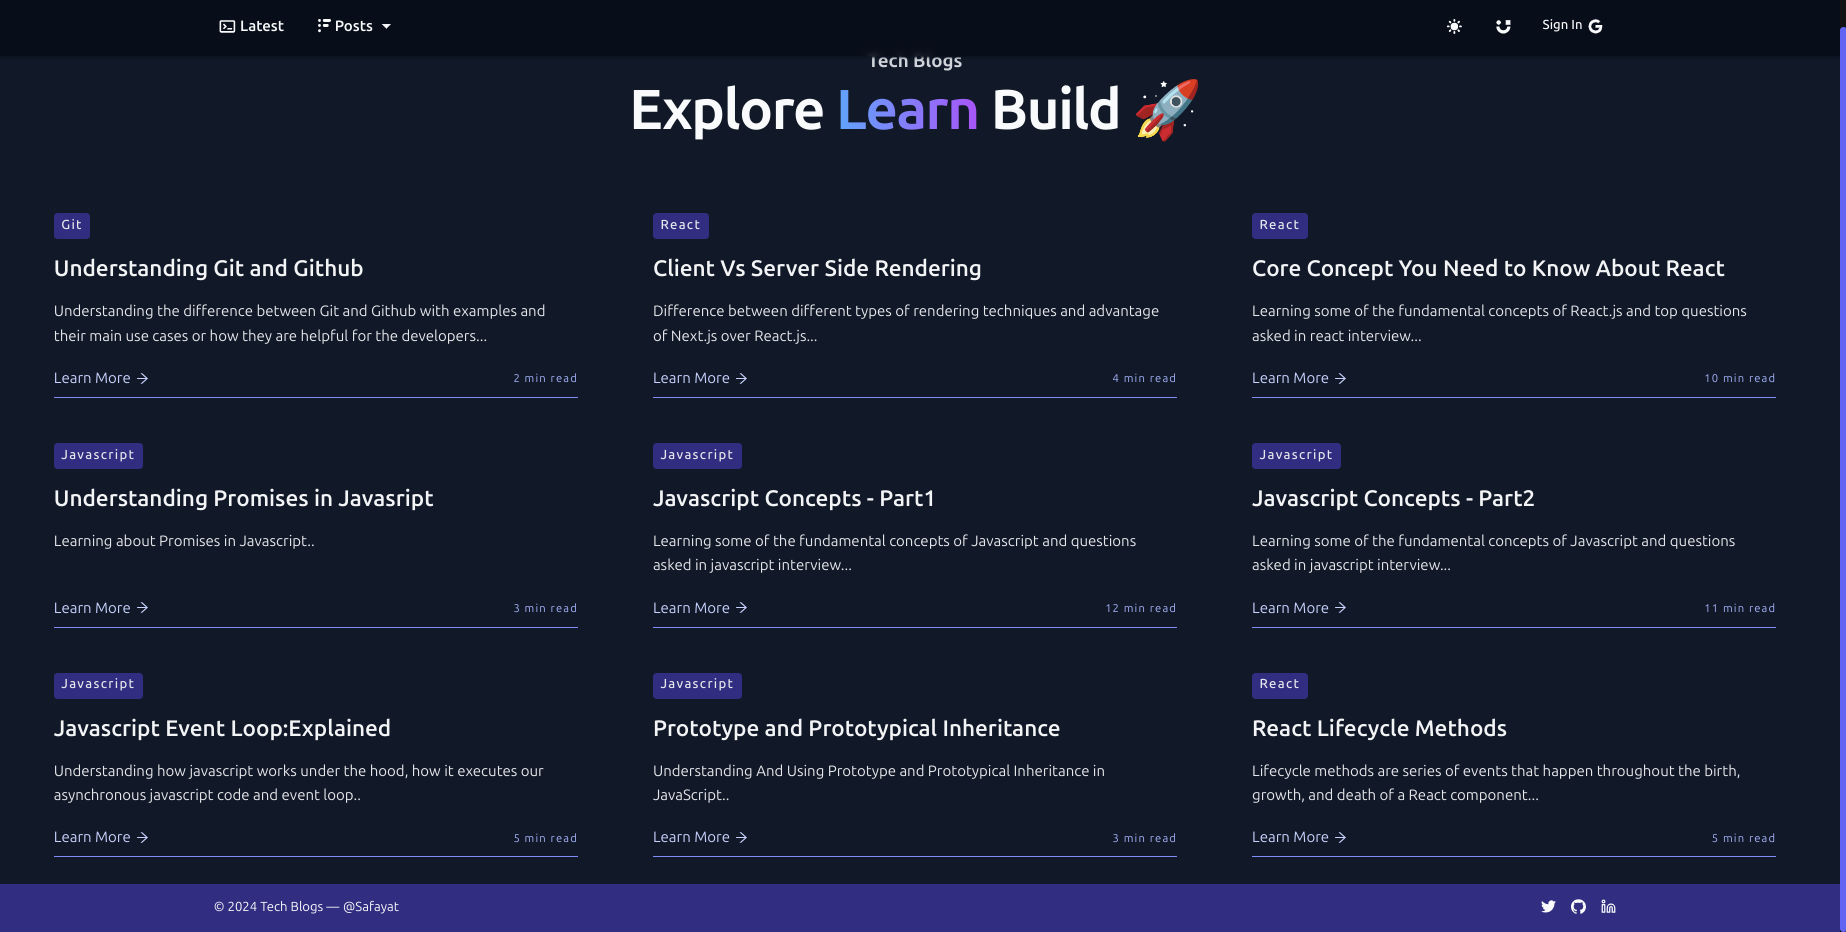 Latest
Posts
Sign In
Tech Blogs
Explore Learn Build 🚀
Git
Understanding Git and Github
Understanding the difference between Git and Github with examples and
their main use cases or how they are helpful for the developers...
Learn More →
2 min read
React
Client Vs Server Side Rendering
Difference between different types of rendering techniques and advantage
of Next.js over React.js...
Learn More →
4 min read
React
Core Concept You Need to Know About React
Learning some of the fundamental concepts of React.js and top questions
asked in react interview...
Learn More →
10 min read
Javascript
Understanding Promises in Javasript
Learning about Promises in Javascript..
Learn More →
3 min read
Javascript
Javascript Concepts - Part1
Learning some of the fundamental concepts of Javascript and questions
asked in javascript interview...
Learn More →
12 min read
Javascript
Javascript Concepts - Part2
Learning some of the fundamental concepts of Javascript and questions
asked in javascript interview...
Learn More →
11 min read
Javascript
Javascript Event Loop:Explained
Understanding how javascript works under the hood, how it executes our
asynchronous javascript code and event loop..
Learn More →
5 min read
Javascript
Prototype and Prototypical Inheritance
Understanding And Using Prototype and Prototypical Inheritance in
JavaScript..
Learn More →
3 min read
React
React Lifecycle Methods
Lifecycle methods are series of events that happen throughout the birth,
growth, and death of a React component...
Learn More →
5 min read
© 2024 Tech Blogs — @Safayat